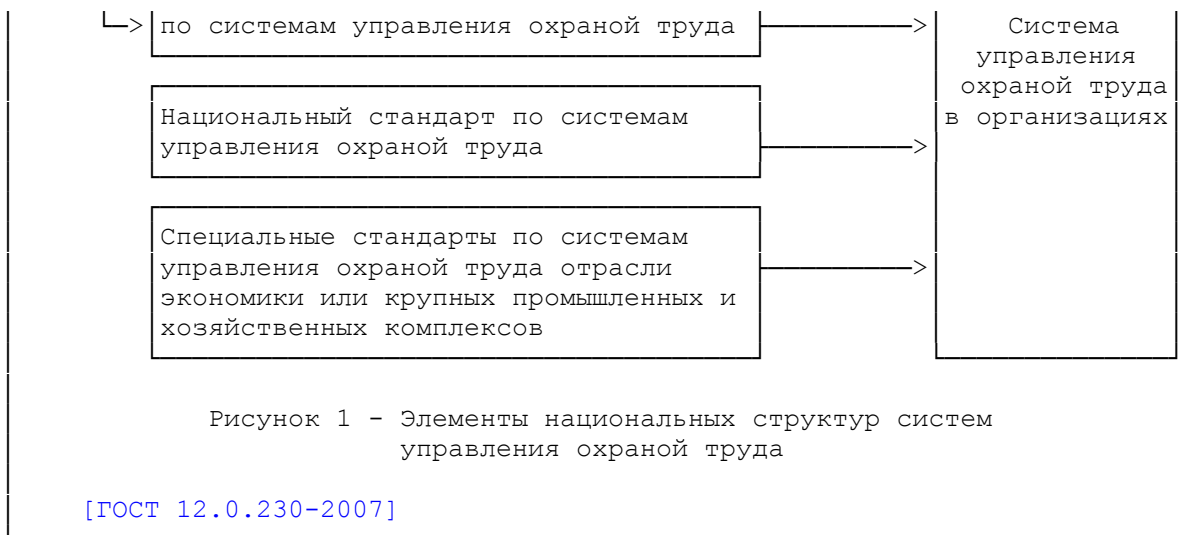 по системам управления охраной труда
Система
управления
охраной труда
в организациях
Национальный стандарт по системам
управления охраной труда
Специальные стандарты по системам
управления охраной труда отрасли
экономики или крупных промышленных и
хозяйственных комплексов
Рисунок 1 - Элементы национальных структур систем
управления охраной труда
[ГОСТ 12.0.230-2007]